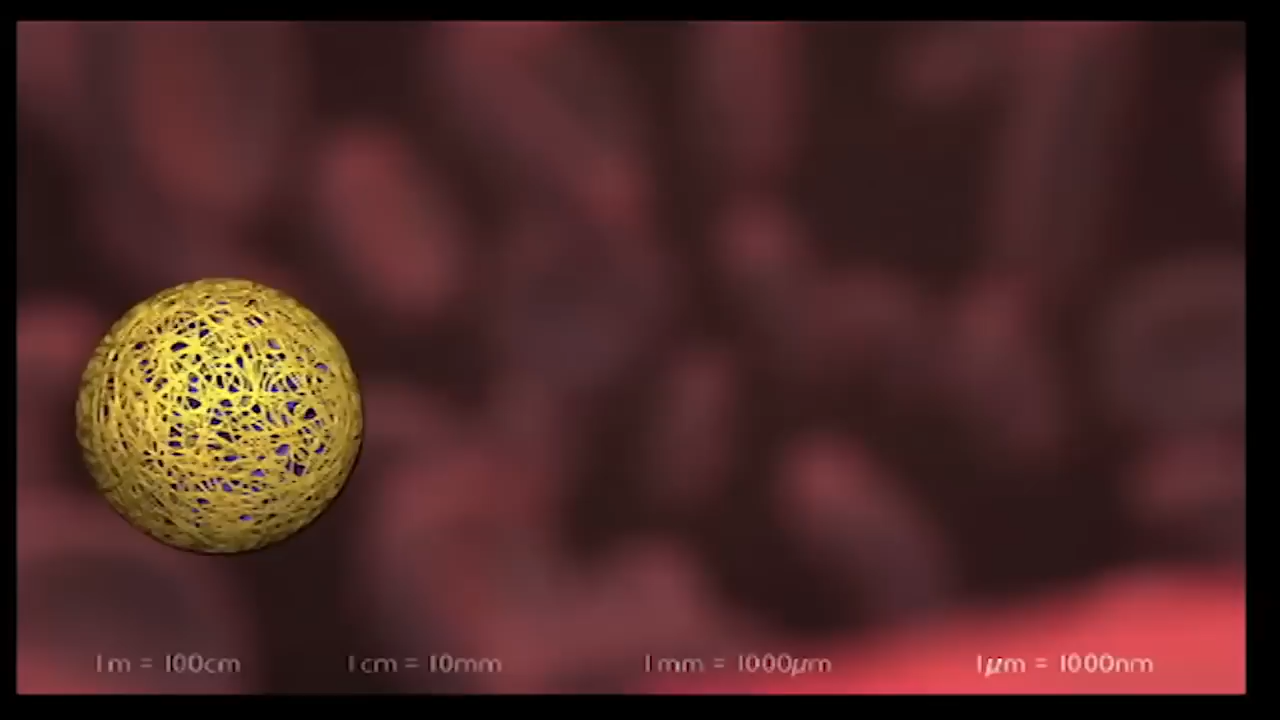 1m = 100cm 1cm = 10mm 1mm = 1000µm 1µm = 1000nm